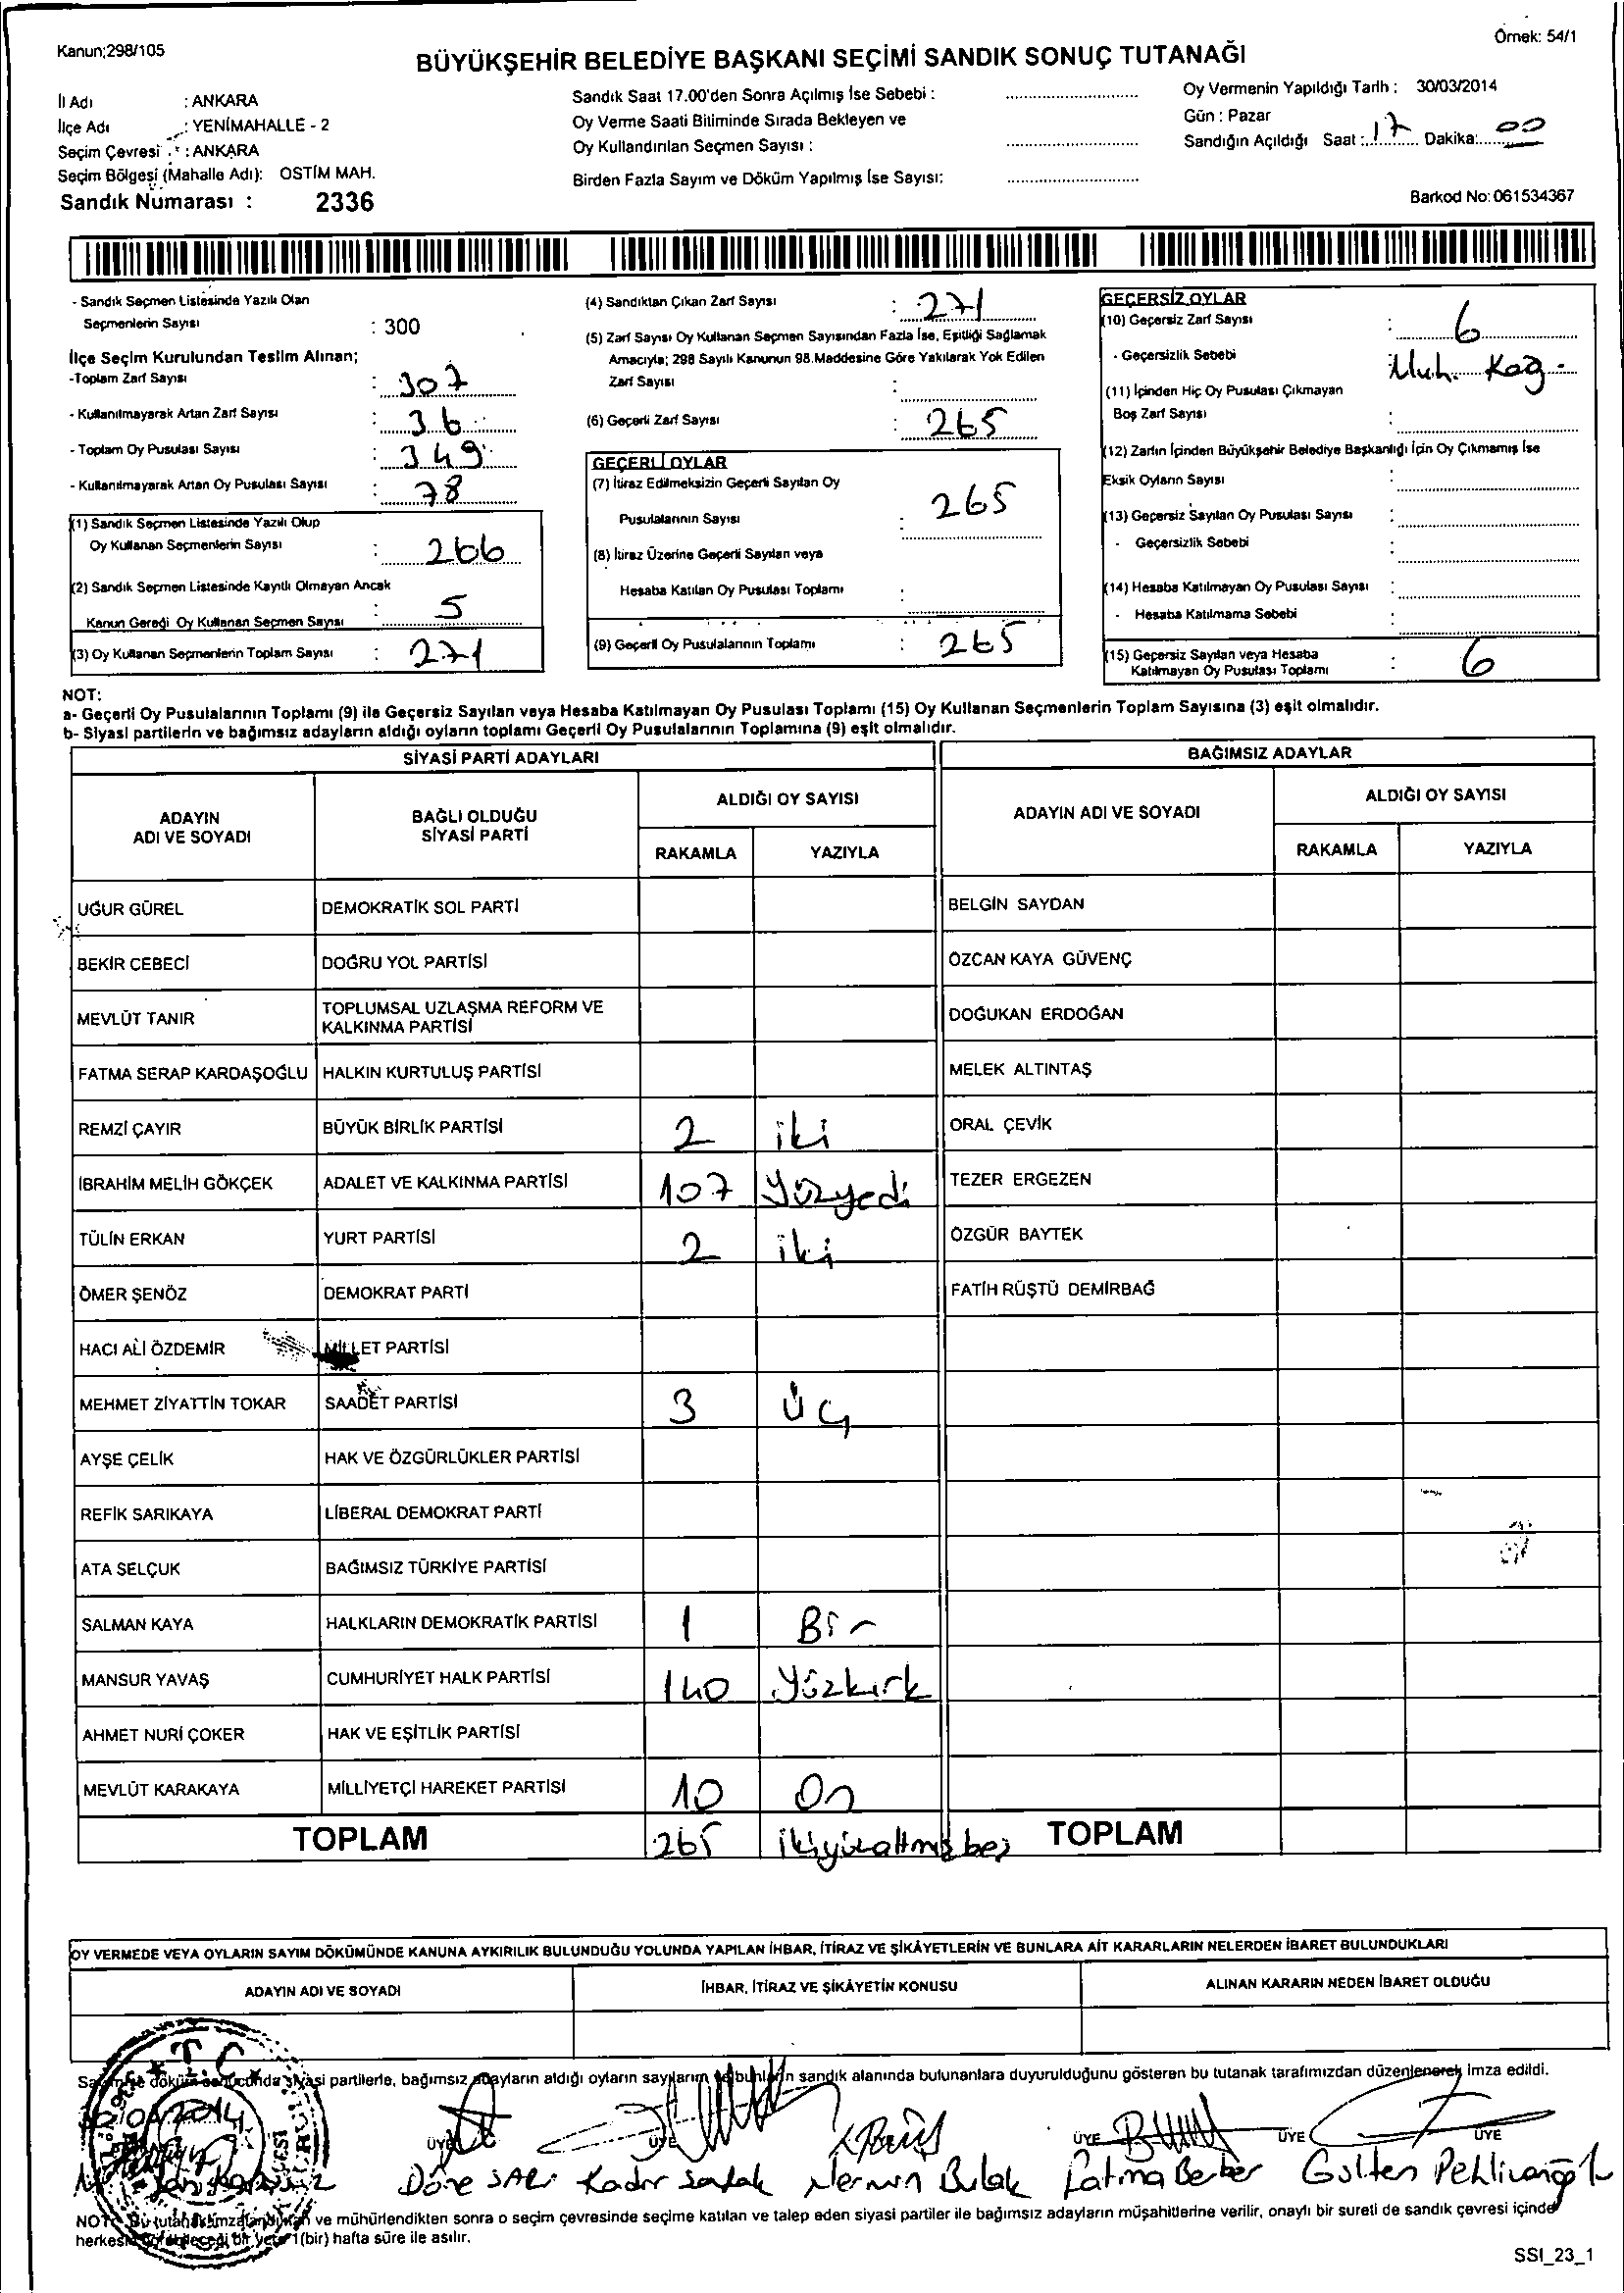 Kanun;298/105
Örnek: 54/1
BÜYÜKŞEHİR BELEDİYE BAŞKANI SEÇİMİ SANDIK SONUÇ TUTANAĞI
İl Adı : ANKARA
İlçe Adı : YENİMAHALLE - 2
Seçim Çevresi : ANKARA
Seçim Bölgesi (Mahalle Adı): OSTİM MAH.
Sandık Numarası : 2336
Sandık Saat 17.00'den Sonra Açılmış İse Sebebi :
Oy Verme Saati Bitiminde Sırada Bekleyen ve
Oy Kullandırılan Seçmen Sayısı :
Birden Fazla Sayım ve Döküm Yapılmış İse Sayısı:
Oy Vermenin Yapıldığı Tarih : 30/03/2014
Gün : Pazar
Sandığın Açıldığı Saat : 17 Dakika: 00
Barkod No:061534367
- Sandık Seçmen Listesinde Yazılı Olan
Seçmenlerin Sayısı : 300
İlçe Seçim Kurulundan Teslim Alınan;
-Toplam Zarf Sayısı : 307
- Kullanılmayarak Artan Zarf Sayısı : 36
- Toplam Oy Pusulası Sayısı : 349
- Kullanılmayarak Artan Oy Pusulası Sayısı : 78
(1) Sandık Seçmen Listesinde Yazılı Olup
Oy Kullanan Seçmenlerin Sayısı : 266
(2) Sandık Seçmen Listesinde Kayıtlı Olmayan Ancak
Kanun Gereği Oy Kullanan Seçmen Sayısı : 5
(3) Oy Kullanan Seçmenlerin Toplam Sayısı : 271
(4) Sandıktan Çıkan Zarf Sayısı : 271
(5) Zarf Sayısı Oy Kullanan Seçmen Sayısından Fazla İse, Eşitliği Sağlamak
Amacıyla; 298 Sayılı Kanunun 98.Maddesine Göre Yakılarak Yok Edilen
Zarf Sayısı :
(6) Geçerli Zarf Sayısı : 265
GEÇERLİ OYLAR
(7) İtiraz Edilmeksizin Geçerli Sayılan Oy
Pusulalarının Sayısı : 265
(8) İtiraz Üzerine Geçerli Sayılan veya
Hesaba Katılan Oy Pusulası Toplamı :
(9) Geçerli Oy Pusulalarının Toplamı : 265
GEÇERSİZ OYLAR
(10) Geçersiz Zarf Sayısı : 6
- Geçersizlik Sebebi : Muh. Kağ.
(11) İçinden Hiç Oy Pusulası Çıkmayan
Boş Zarf Sayısı :
(12) Zarfın İçinden Büyükşehir Belediye Başkanlığı İçin Oy Çıkmamış İse
Eksik Oyların Sayısı :
(13) Geçersiz Sayılan Oy Pusulası Sayısı :
- Geçersizlik Sebebi :
(14) Hesaba Katılmayan Oy Pusulası Sayısı :
- Hesaba Katılmama Sebebi :
(15) Geçersiz Sayılan veya Hesaba
Katılmayan Oy Pusulası Toplamı : 6
NOT:
a- Geçerli Oy Pusulalarının Toplamı (9) ile Geçersiz Sayılan veya Hesaba Katılmayan Oy Pusulası Toplamı (15) Oy Kullanan Seçmenlerin Toplam Sayısına (3) eşit olmalıdır.
b- Siyasi partilerin ve bağımsız adayların aldığı oyların toplamı Geçerli Oy Pusulalarının Toplamına (9) eşit olmalıdır.
SİYASİ PARTİ ADAYLARI BAĞIMSIZ ADAYLAR
ADAYIN ADI VE SOYADI BAĞLI OLDUĞU SİYASİ PARTİ ALDIĞI OY SAYISI ADAYIN ADI VE SOYADI ALDIĞI OY SAYISI
RAKAMLA YAZIYLA RAKAMLA YAZIYLA
UĞUR GÜREL DEMOKRATİK SOL PARTİ BELGİN SAYDAN
BEKİR CEBECİ DOĞRU YOL PARTİSİ ÖZCAN KAYA GÜVENÇ
MEVLÜT TANIR TOPLUMSAL UZLAŞMA REFORM VE KALKINMA PARTİSİ DOĞUKAN ERDOĞAN
FATMA SERAP KARDAŞOĞLU HALKIN KURTULUŞ PARTİSİ MELEK ALTINTAŞ
REMZİ ÇAYIR BÜYÜK BİRLİK PARTİSİ 2 iki ORAL ÇEVİK
İBRAHİM MELİH GÖKÇEK ADALET VE KALKINMA PARTİSİ 107 Yüzyedi TEZER ERGEZEN
TÜLİN ERKAN YURT PARTİSİ 2 iki ÖZGÜR BAYTEK
ÖMER ŞENÖZ DEMOKRAT PARTİ FATİH RÜŞTÜ DEMİRBAĞ
HACI ALİ ÖZDEMİR MİLLET PARTİSİ
MEHMET ZİYATTİN TOKAR SAADET PARTİSİ 3 Üç
AYŞE ÇELİK HAK VE ÖZGÜRLÜKLER PARTİSİ
REFİK SARIKAYA LİBERAL DEMOKRAT PARTİ
ATA SELÇUK BAĞIMSIZ TÜRKİYE PARTİSİ
SALMAN KAYA HALKLARIN DEMOKRATİK PARTİSİ 1 Bir
MANSUR YAVAŞ CUMHURİYET HALK PARTİSİ 140 Yüzkırk
AHMET NURİ ÇOKER HAK VE EŞİTLİK PARTİSİ
MEVLÜT KARAKAYA MİLLİYETÇİ HAREKET PARTİSİ 10 On
TOPLAM 265 ikiyüzaltmışbeş TOPLAM
OY VERMEDE VEYA OYLARIN SAYIM DÖKÜMÜNDE KANUNA AYKIRILIK BULUNDUĞU YOLUNDA YAPILAN İHBAR, İTİRAZ VE ŞİKÂYETLERİN VE BUNLARA AİT KARARLARIN NELERDEN İBARET BULUNDUKLARI
ADAYIN ADI VE SOYADI İHBAR, İTİRAZ VE ŞİKÂYETİN KONUSU ALINAN KARARIN NEDEN İBARET OLDUĞU
T.C.
Sayım ve döküm sonucunda siyasi partilerle, bağımsız adayların aldığı oyların sayılarını ve bunların sandık alanında bulunanlara duyurulduğunu gösteren bu tutanak tarafımızdan düzenlenerek imza edildi.
ÜYE ÜYE ÜYE ÜYE ÜYE
Döne SARI Kadir Nermin Bulak Fatma Berber Gülten Pehlivanoğlu
NOT: Bu tutanak imzalandıktan ve mühürlendikten sonra o seçim çevresinde seçime katılan ve talep eden siyasi partiler ile bağımsız adayların müşahitlerine verilir, onaylı bir sureti de sandık çevresi içinde
herkesin görebileceği bir yere 1(bir) hafta süre ile asılır.
SSI_23_1